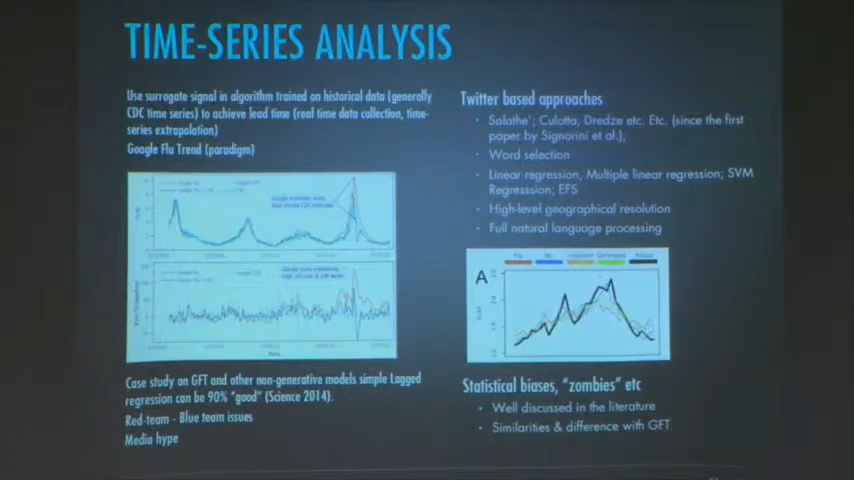 TIME-SERIES ANALYSIS
Use surrogate signal in algorithm trained on historical data (generally
CDC time series) to achieve lead time (real time data collection, time-
series extrapolation)
Google Flu Trend (paradigm)
Data
Case study on GFT and other non-generative models simple Lagged
regression can be 90% "good" (Science 2014).
Red-team - Blue team issues
Media hype
Twitter based approaches
• Salathe'; Culotta, Dredze etc. Etc. (since the first
paper by Signorini et al.),
• Word selection
• Linear regression, Multiple linear regression; SVM
Regresssion; EFS
• High-level geographical resolution
• Full natural language processing
A
Statistical biases, "zombies" etc
• Well discussed in the literature
• Similarities & difference with GFT